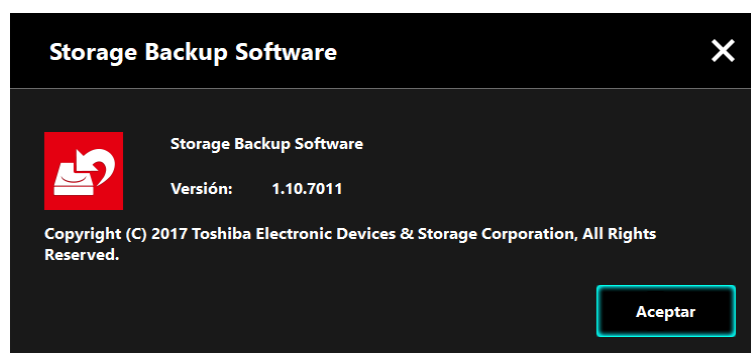 Storage Backup Software
Storage Backup Software
Versión: 1.10.7011
Copyright (C) 2017 Toshiba Electronic Devices & Storage Corporation, All Rights
Reserved.
Aceptar